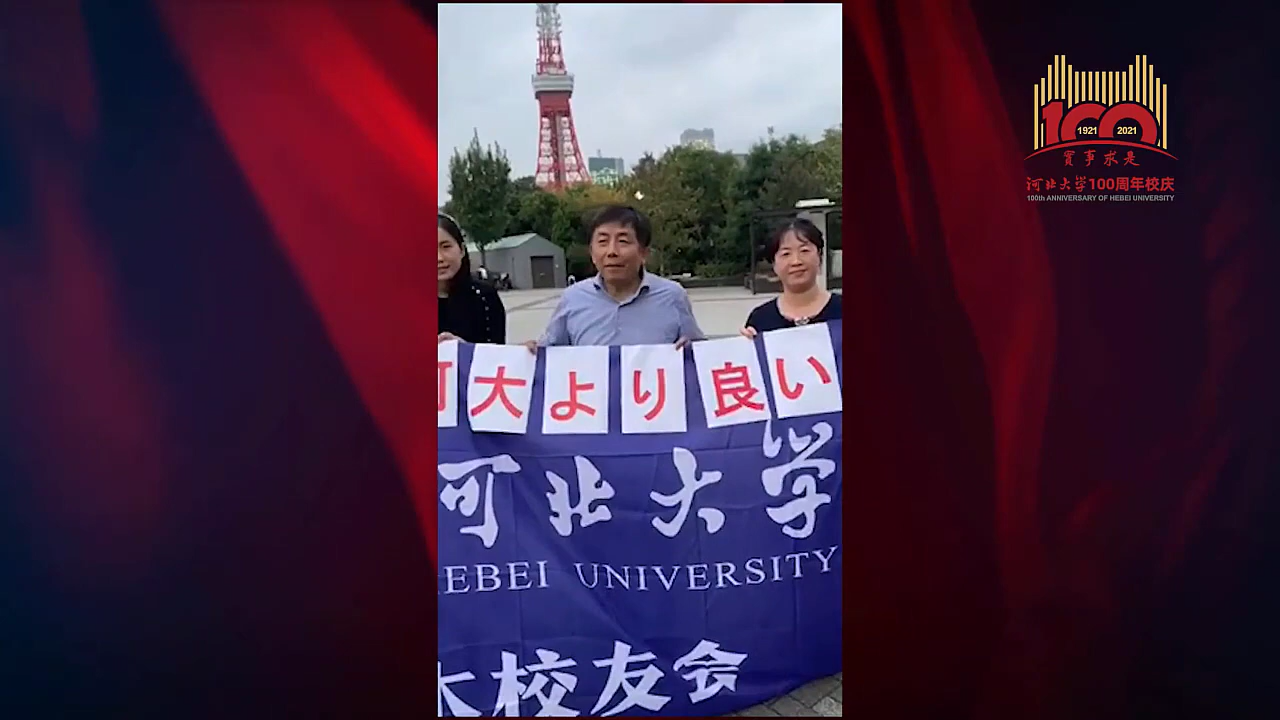 大より良い
河北大学
HEBEI UNIVERSITY
校友会
100
1921 2021
實事求是
河北大学100周年校庆
100th ANNIVERSARY OF HEBEI UNIVERSITY